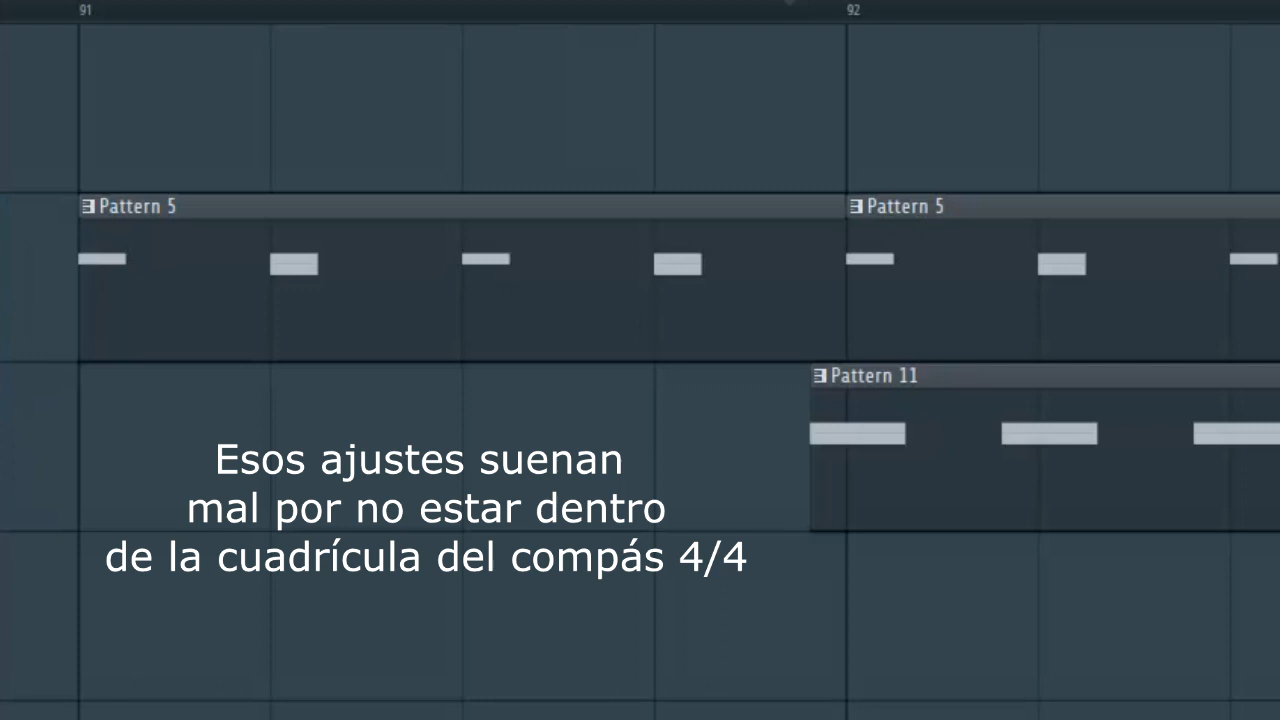 91 92
Pattern 5 Pattern 5
Pattern 11
Esos ajustes suenan
mal por no estar dentro
de la cuadrícula del compás 4/4